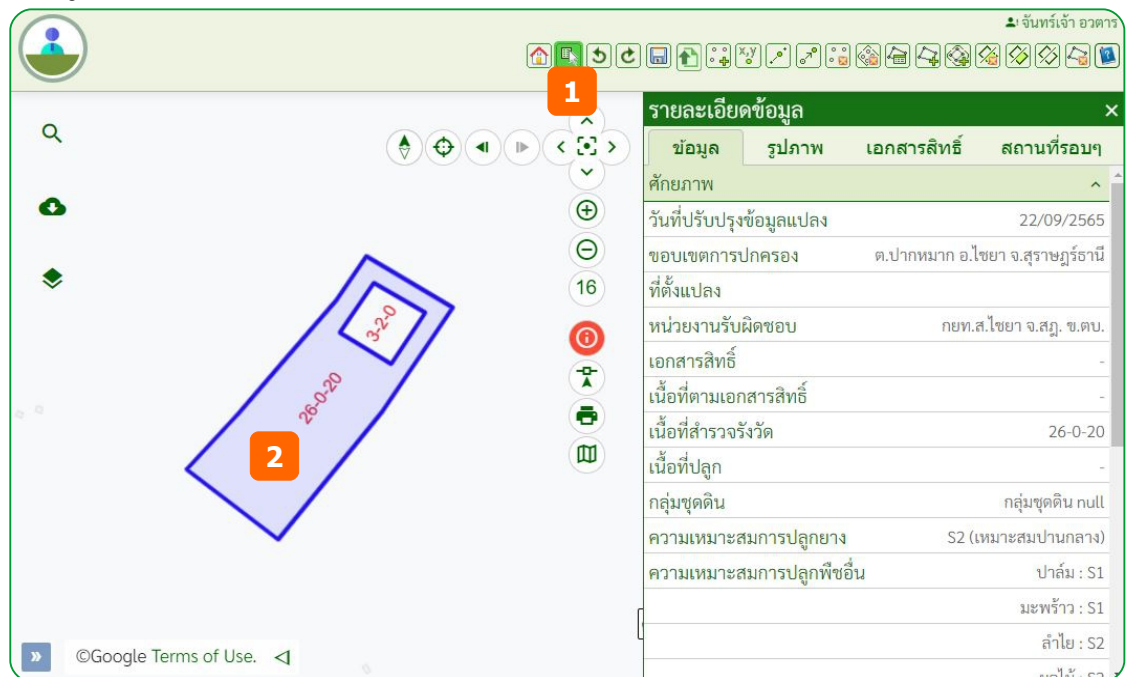 จันทร์เจ้า อวตาร
x,y
1
รายละเอียดข้อมูล
ข้อมูล รูปภาพ เอกสารสิทธิ์ สถานที่รอบๆ
ศักยภาพ
วันที่ปรับปรุงข้อมูลแปลง 22/09/2565
ขอบเขตการปกครอง ต.ปากหมาก อ.ไชยา จ.สุราษฎร์ธานี
16
ที่ตั้งแปลง
3-2-0
หน่วยงานรับผิดชอบ กยท.ส.ไชยา จ.สฎ. ข.ตบ.
เอกสารสิทธิ์ -
26-0-20
เนื้อที่ตามเอกสารสิทธิ์ -
เนื้อที่สำรวจรังวัด 26-0-20
2
เนื้อที่ปลูก -
กลุ่มชุดดิน กลุ่มชุดดิน null
ความเหมาะสมการปลูกยาง S2 (เหมาะสมปานกลาง)
ความเหมาะสมการปลูกพืชอื่น ปาล์ม : S1
มะพร้าว : S1
ลำไย : S2
©Google Terms of Use.